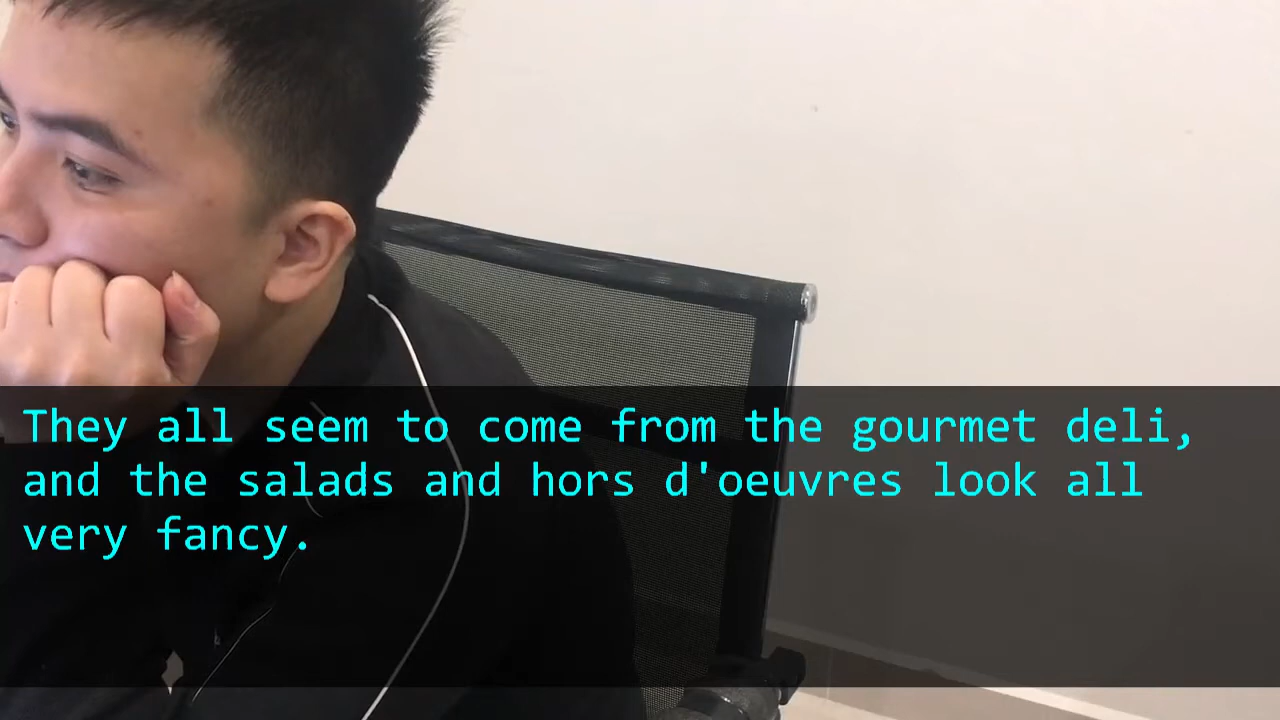 They all seem to come from the gourmet deli,
and the salads and hors d'oeuvres look all
very fancy.